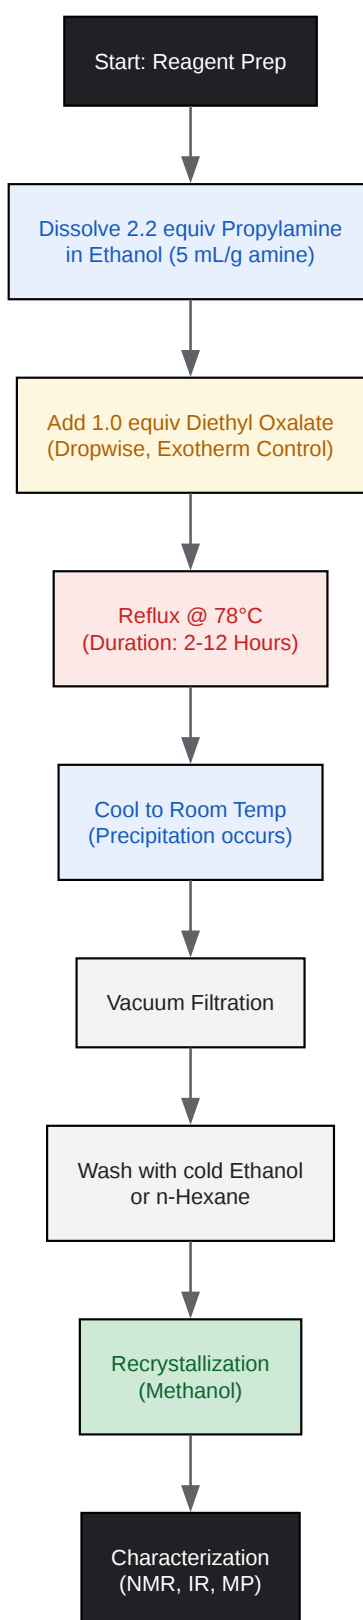 Start: Reagent Prep
Dissolve 2.2 equiv Propylamine
in Ethanol (5 mL/g amine)
Add 1.0 equiv Diethyl Oxalate
(Dropwise, Exotherm Control)
Reflux @ 78°C
(Duration: 2-12 Hours)
Cool to Room Temp
(Precipitation occurs)
Vacuum Filtration
Wash with cold Ethanol
or n-Hexane
Recrystallization
(Methanol)
Characterization
(NMR, IR, MP)